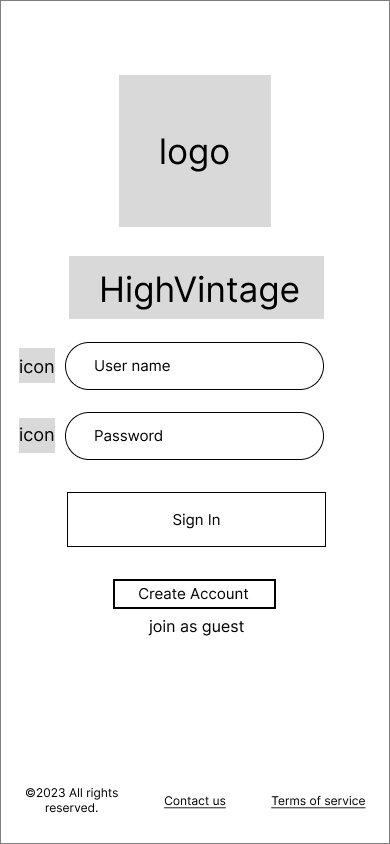 logo
HighVintage
icon
User name
icon
Password
Sign In
Create Account
join as guest
©2023 All rights
reserved.
Contact us
Terms of service